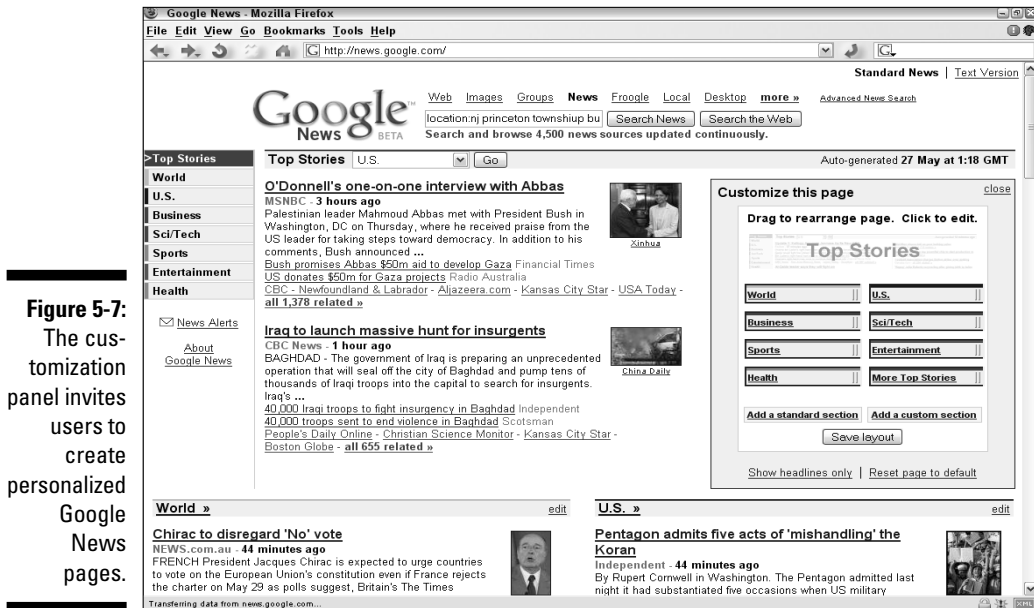 Google News - Mozilla Firefox
File Edit View Go Bookmarks Tools Help
http://news.google.com/
G
Standard News | Text Version
Google
News BETA
Web Images Groups News Froogle Local Desktop more » Advanced News Search
location:nj princeton townshiup bu Search News Search the Web
Search and browse 4,500 news sources updated continuously.
>Top Stories
World
U.S.
Business
Sci/Tech
Sports
Entertainment
Health
News Alerts
About
Google News
Top Stories U.S. Go
Auto-generated 27 May at 1:18 GMT
O'Donnell's one-on-one interview with Abbas
MSNBC - 3 hours ago
Palestinian leader Mahmoud Abbas met with President Bush in
Washington, DC on Thursday, where he received praise from the
US leader for taking steps toward democracy. In addition to his
comments, Bush announced ...
Bush promises Abbas $50m aid to develop Gaza Financial Times
US donates $50m for Gaza projects Radio Australia
CBC - Newfoundland & Labrador - Aljazeera.com - Kansas City Star - USA Today -
all 1,378 related »
Xinhua
Iraq to launch massive hunt for insurgents
CBC News - 1 hour ago
BAGHDAD - The government of Iraq is preparing an unprecedented
operation that will seal off the city of Baghdad and pump tens of
thousands of Iraqi troops into the capital to search for insurgents.
Iraq's ...
40,000 Iraqi troops to fight insurgency in Baghdad Independent
40,000 troops sent to end violence in Baghdad Scotsman
People's Daily Online - Christian Science Monitor - Kansas City Star -
Boston Globe - all 655 related »
China Daily
Customize this page close
Drag to rearrange page. Click to edit.
Top Stories
World U.S.
Business Sci/Tech
Sports Entertainment
Health More Top Stories
Add a standard section Add a custom section
Save layout
Show headlines only | Reset page to default
World » edit
Chirac to disregard 'No' vote
NEWS.com.au - 44 minutes ago
FRENCH President Jacques Chirac is expected to urge countries
to vote on the European Union's constitution even if France rejects
the charter on May 29 as polls suggest, Britain's The Times
U.S. » edit
Pentagon admits five acts of 'mishandling' the
Koran
Independent - 44 minutes ago
By Rupert Cornwell in Washington. The Pentagon admitted last
night it had substantiated five occasions when US military
Transferring data from news.google.com...
XML
Figure 5-7:
The cus-
tomization
panel invites
users to
create
personalized
Google
News
pages.